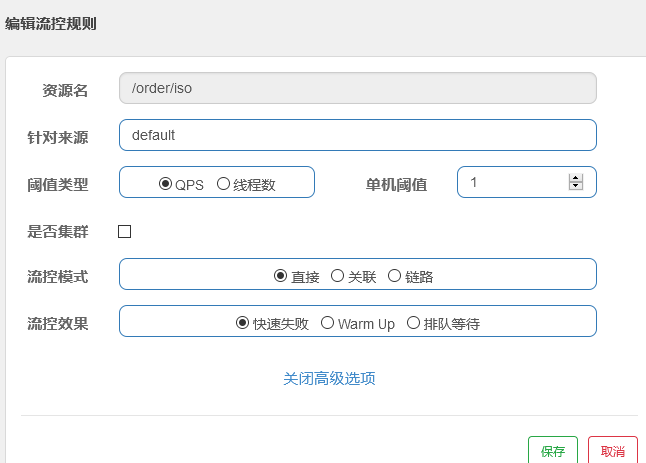 编辑流控规则
资源名 /order/iso
针对来源 default
阈值类型 QPS 线程数 单机阈值 1
是否集群
流控模式 直接 关联 链路
流控效果 快速失败 Warm Up 排队等待
关闭高级选项
保存 取消